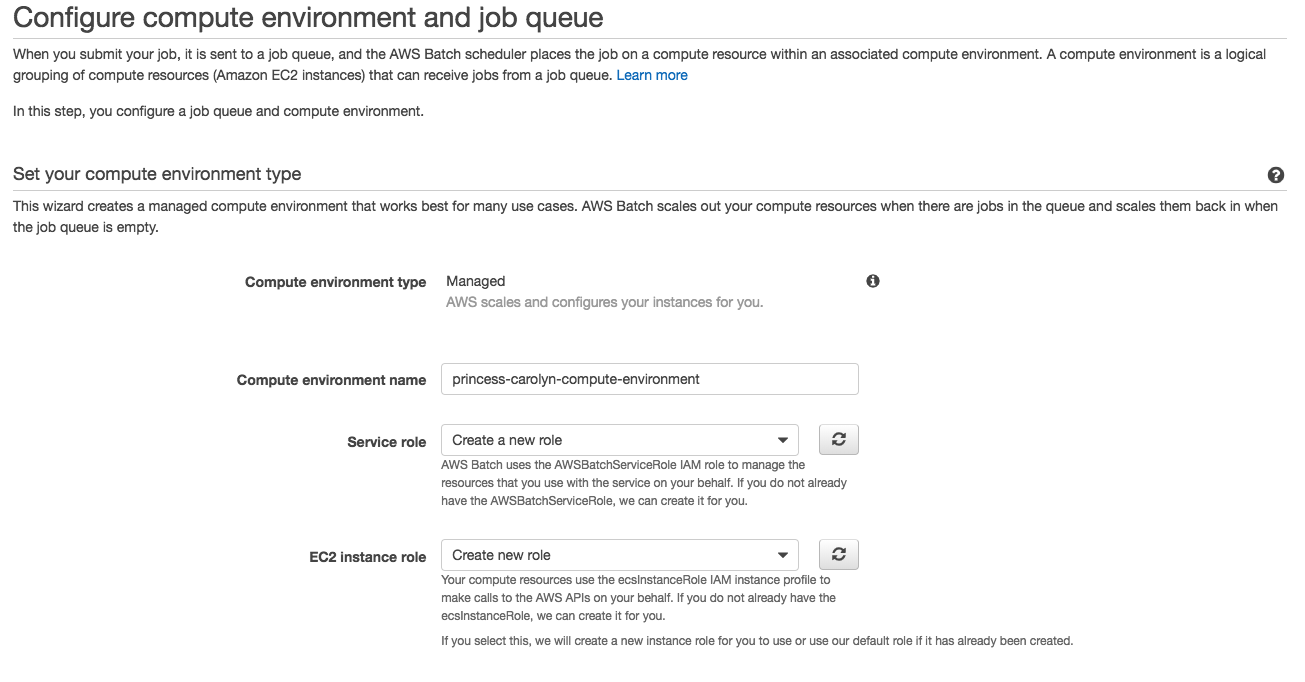 Configure compute environment and job queue
When you submit your job, it is sent to a job queue, and the AWS Batch scheduler places the job on a compute resource within an associated compute environment. A compute environment is a logical
grouping of compute resources (Amazon EC2 instances) that can receive jobs from a job queue. Learn more
In this step, you configure a job queue and compute environment.
Set your compute environment type
This wizard creates a managed compute environment that works best for many use cases. AWS Batch scales out your compute resources when there are jobs in the queue and scales them back in when
the job queue is empty.
Compute environment type Managed
AWS scales and configures your instances for you.
Compute environment name princess-carolyn-compute-environment
Service role Create a new role
AWS Batch uses the AWSBatchServiceRole IAM role to manage the
resources that you use with the service on your behalf. If you do not already
have the AWSBatchServiceRole, we can create it for you.
EC2 instance role Create new role
Your compute resources use the ecsInstanceRole IAM instance profile to
make calls to the AWS APIs on your behalf. If you do not already have the
ecsInstanceRole, we can create it for you.
If you select this, we will create a new instance role for you to use or use our default role if it has already been created.